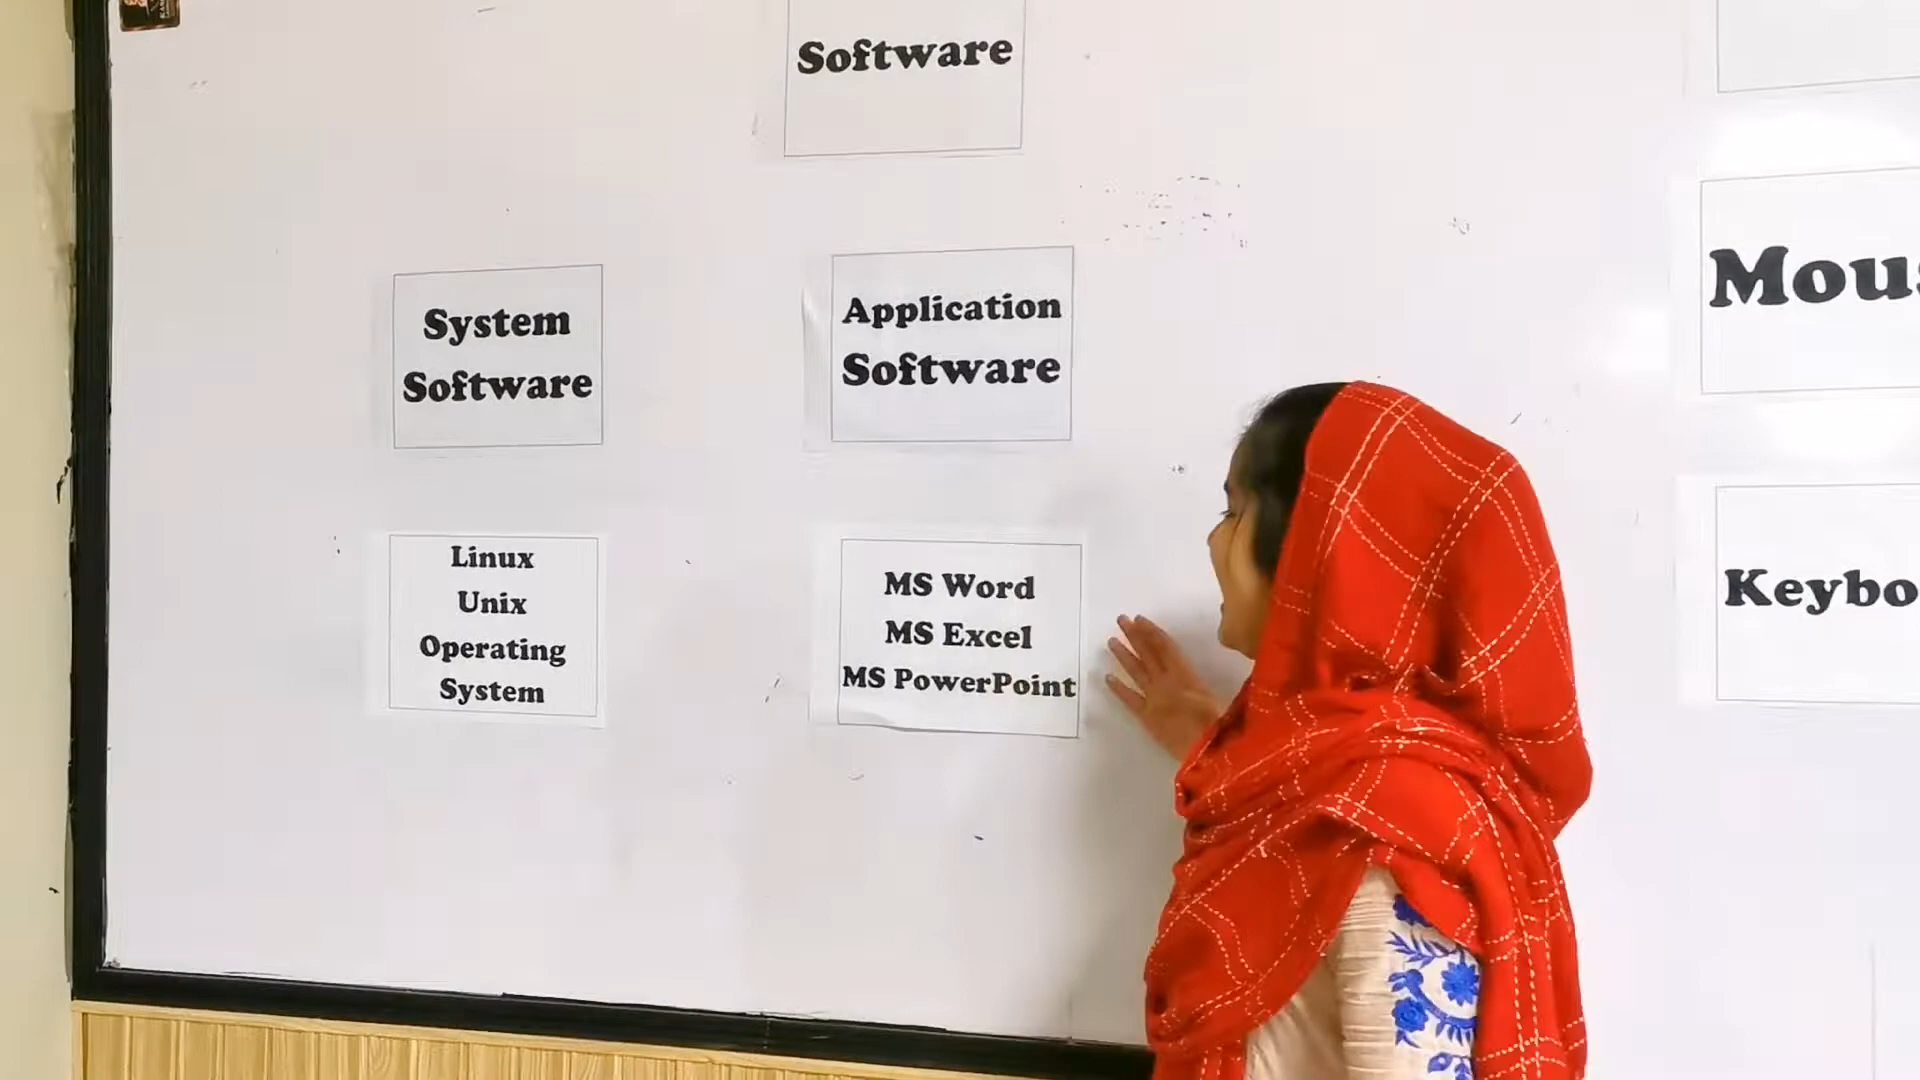 Software
System
Software
Application
Software
Linux
Unix
Operating
System
MS Word
MS Excel
MS PowerPoint